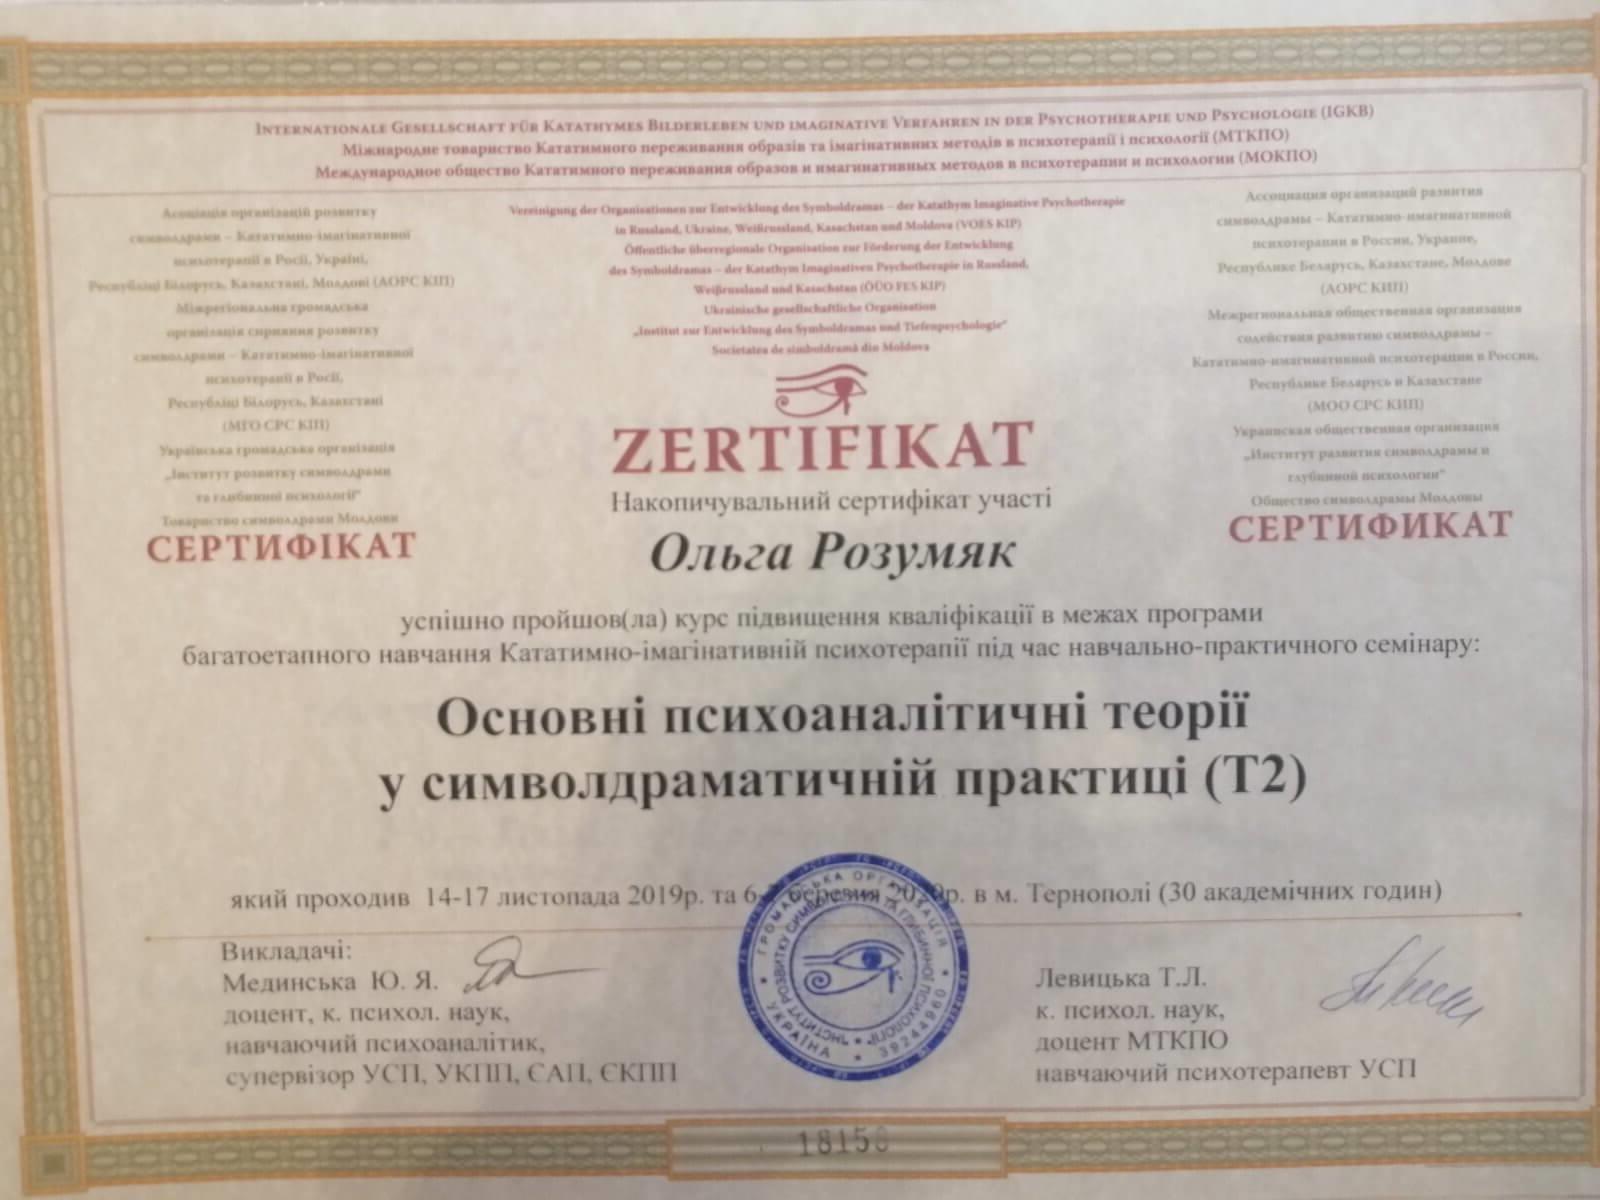 Internationale Gesellschaft für Katathymes Bilderleben und imaginative Verfahren in der Psychotherapie und Psychologie (IGKB)
Міжнародне товариство Кататимного переживання образів та імагінативних методів в психотерапії і психології (МТКПО)
Международное общество Кататимного переживания образов и имагинативных методов в психотерапии и психологии (МОКПО)
Асоціація організацій розвитку
символдрами – Кататимно-імагінативної
психотерапії в Росії, Україні,
Республіці Білорусь, Казахстані, Молдові (АОРС КІП)
Міжрегіональна громадська
організація сприяння розвитку
символдрами – Кататимно-імагінативної
психотерапії в Росії,
Республіці Білорусь, Казахстані
(МГО СРС КІП)
Українська громадська організація
„Інститут розвитку символдрами
та глибинної психології"
Товариство символдрами Молдови
СЕРТИФІКАТ
Vereinigung der Organisationen zur Entwicklung des Symboldramas – der Katathym Imaginative Psychotherapie
in Russland, Ukraine, Weißrussland, Kasachstan und Moldova (VOES KIP)
Öffentliche überregionale Organisation zur Förderung der Entwicklung
des Symboldramas – der Katathym Imaginativen Psychotherapie in Russland,
Weißrussland und Kasachstan (ÖÜO FES KIP)
Ukrainische gesellschaftliche Organisation
„Institut zur Entwicklung des Symboldramas und Tiefenpsychologie"
Societatea de simboldramă din Moldova
ZERTIFIKAT
Накопичувальний сертифікат участі
Ольга Розумяк
Ассоциация организаций развития
символдрамы – Кататимно-имагинативной
психотерапии в России, Украине,
Республике Беларусь, Казахстане, Молдове
(АОРС КИП)
Межрегиональная общественная организация
содействия развитию символдрамы –
Кататимно-имагинативной психотерапии в России,
Республике Беларусь и Казахстане
(МОО СРС КИП)
Украинская общественная организация
„Институт развития символдрамы и
глубинной психологии"
Общество символдрамы Молдовы
СЕРТИФИКАТ
успішно пройшов(ла) курс підвищення кваліфікації в межах програми
багатоетапного навчання Кататимно-імагінативній психотерапії під час навчально-практичного семінару:
Основні психоаналітичні теорії
у символдраматичній практиці (Т2)
який проходив 14-17 листопада 2019р. та 6- березня 2020р. в м. Тернополі (30 академічних годин)
Викладачі:
Мединська Ю. Я.
доцент, к. психол. наук,
навчаючий психоаналітик,
супервізор УСП, УКПП, ЄАП, ЄКПП
ГРОМАДСЬКА ОРГАНІЗАЦІЯ
"ІНСТИТУТ РОЗВИТКУ СИМВОЛДРАМИ ТА ГЛИБИННОЇ ПСИХОЛОГІЇ"
УКРАЇНА * 39244960
Левицька Т.Л.
к. психол. наук,
доцент МТКПО
навчаючий психотерапевт УСП